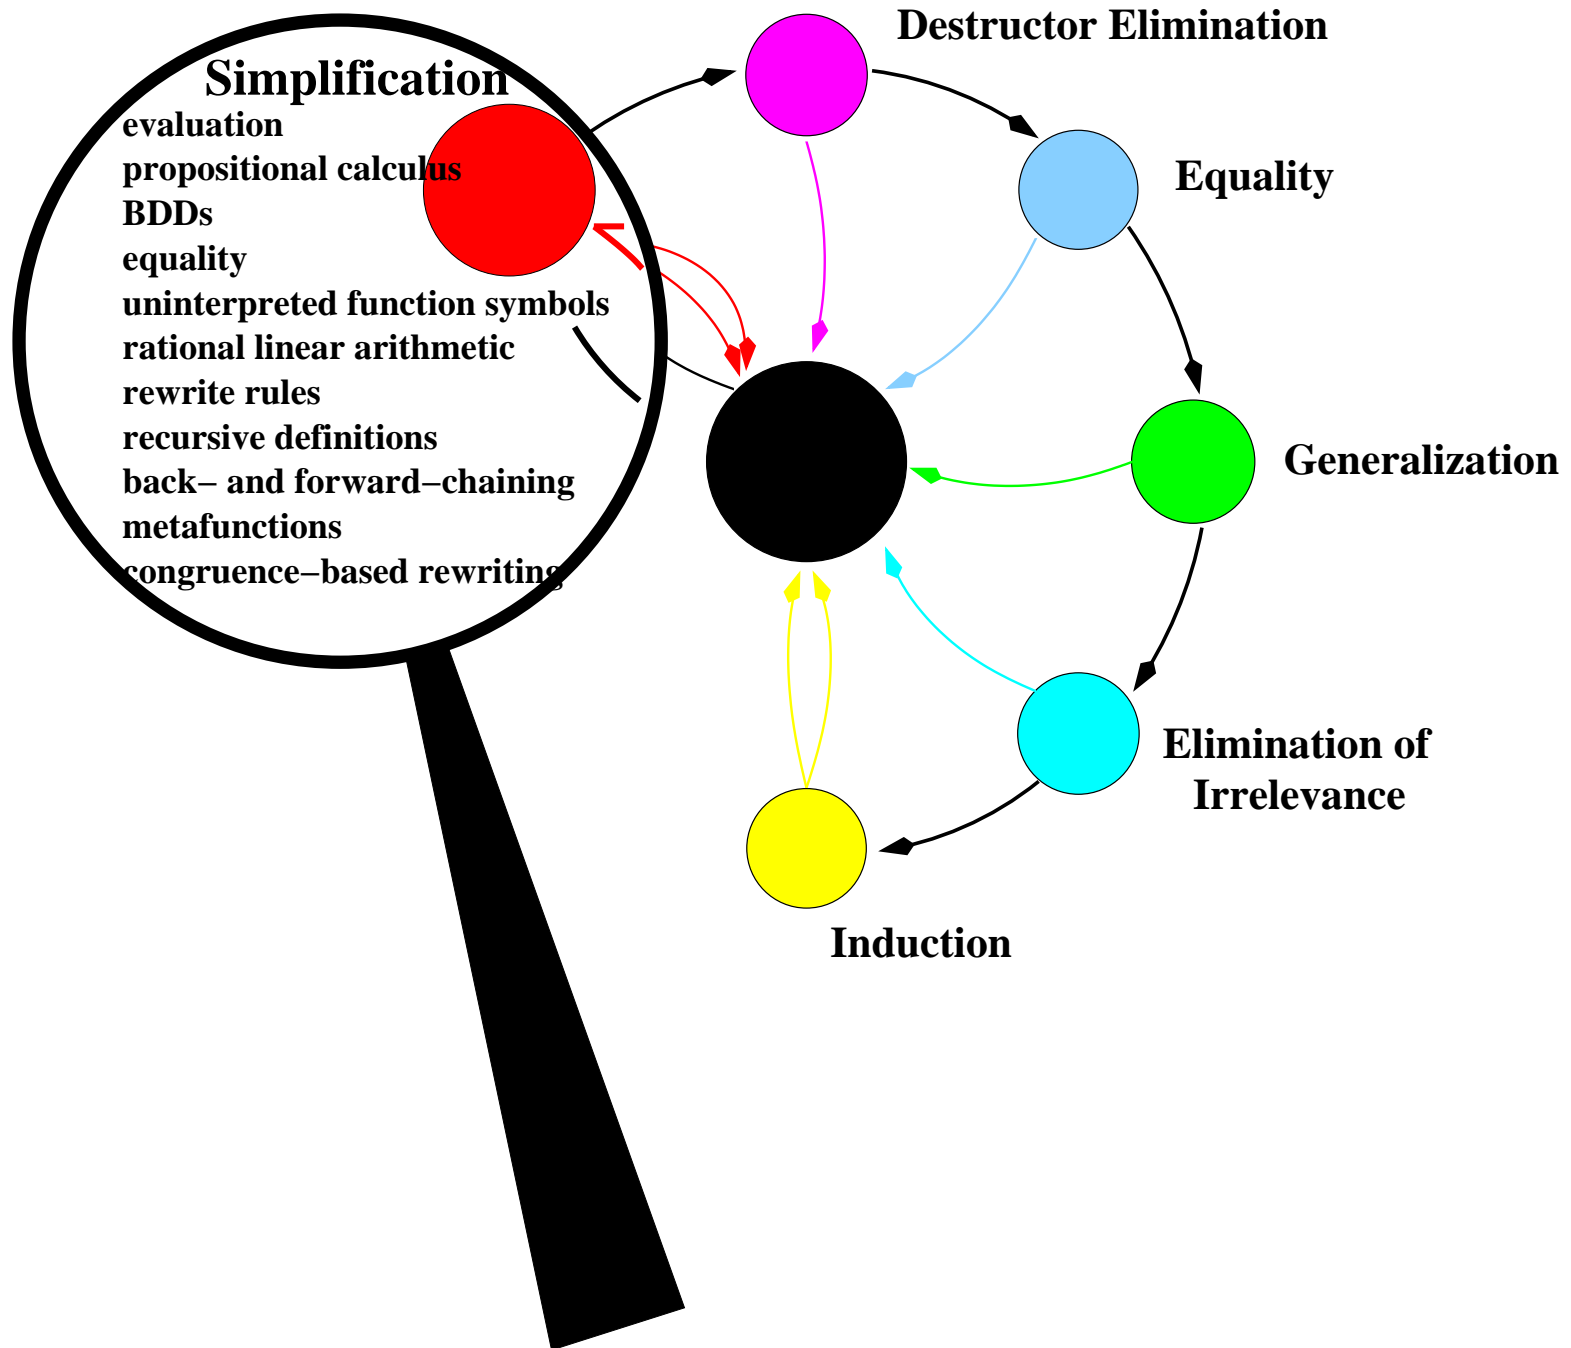 Simplification
evaluation
propositional calculus
BDDs
equality
uninterpreted function symbols
rational linear arithmetic
rewrite rules
recursive definitions
back− and forward−chaining
metafunctions
congruence−based rewriting
Destructor Elimination
Equality
Generalization
Elimination of
Irrelevance
Induction